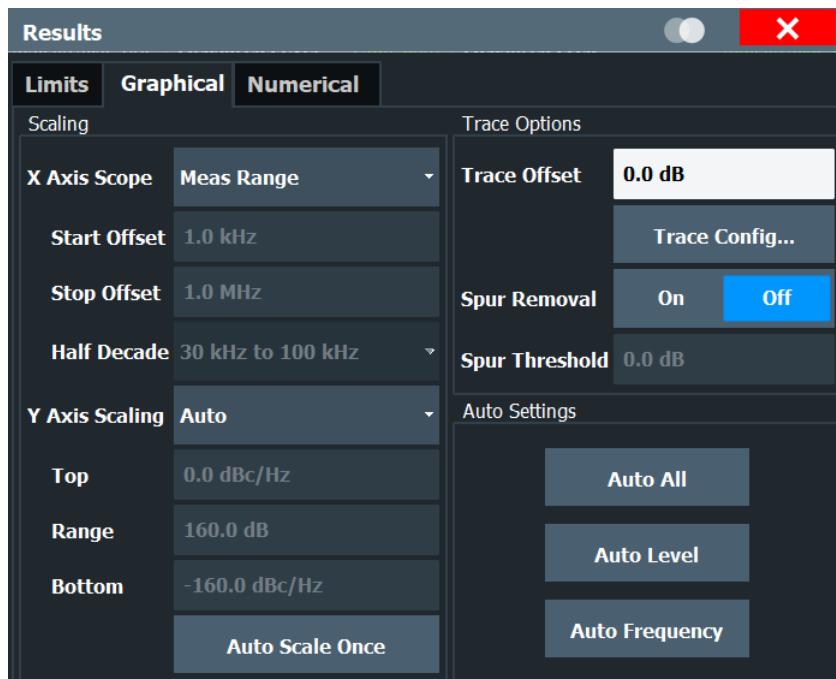 Results
Limits Graphical Numerical
Scaling
X Axis Scope Meas Range
Start Offset 1.0 kHz
Stop Offset 1.0 MHz
Half Decade 30 kHz to 100 kHz
Y Axis Scaling Auto
Top 0.0 dBc/Hz
Range 160.0 dB
Bottom -160.0 dBc/Hz
Auto Scale Once
Trace Options
Trace Offset 0.0 dB
Trace Config...
Spur Removal On Off
Spur Threshold 0.0 dB
Auto Settings
Auto All
Auto Level
Auto Frequency